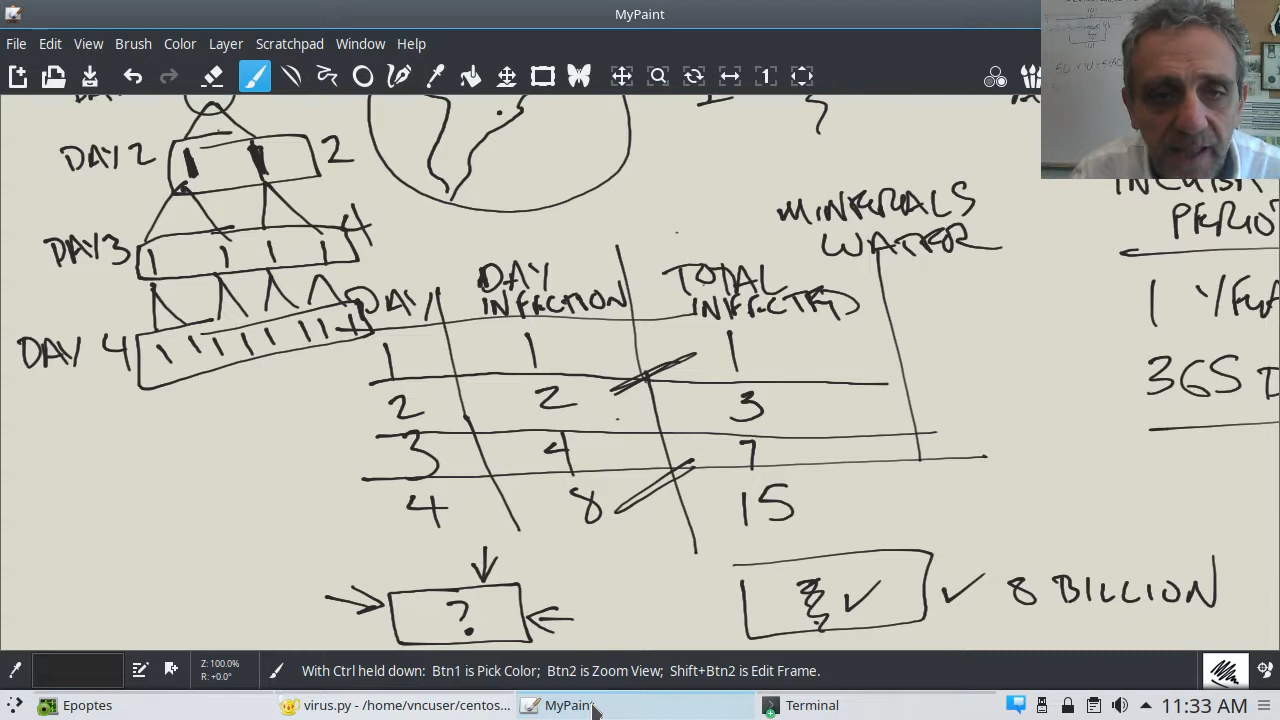 MyPaint
File Edit View Brush Color Layer Scratchpad Window Help
DAY 2 2
DAY 3 4
DAY 4
MINERALS
WATER
PERIO
1 YEA
365 D
DAY DAY INFECTION TOTAL INFECTED
1 1 1
2 2 3
3 4 7
4 8 15
?
8 BILLION
Z: 100.0%
R: +0.0°
With Ctrl held down: Btn1 is Pick Color; Btn2 is Zoom View; Shift+Btn2 is Edit Frame.
Epoptes
virus.py - /home/vncuser/centos...
MyPaint
Terminal
11:33 AM